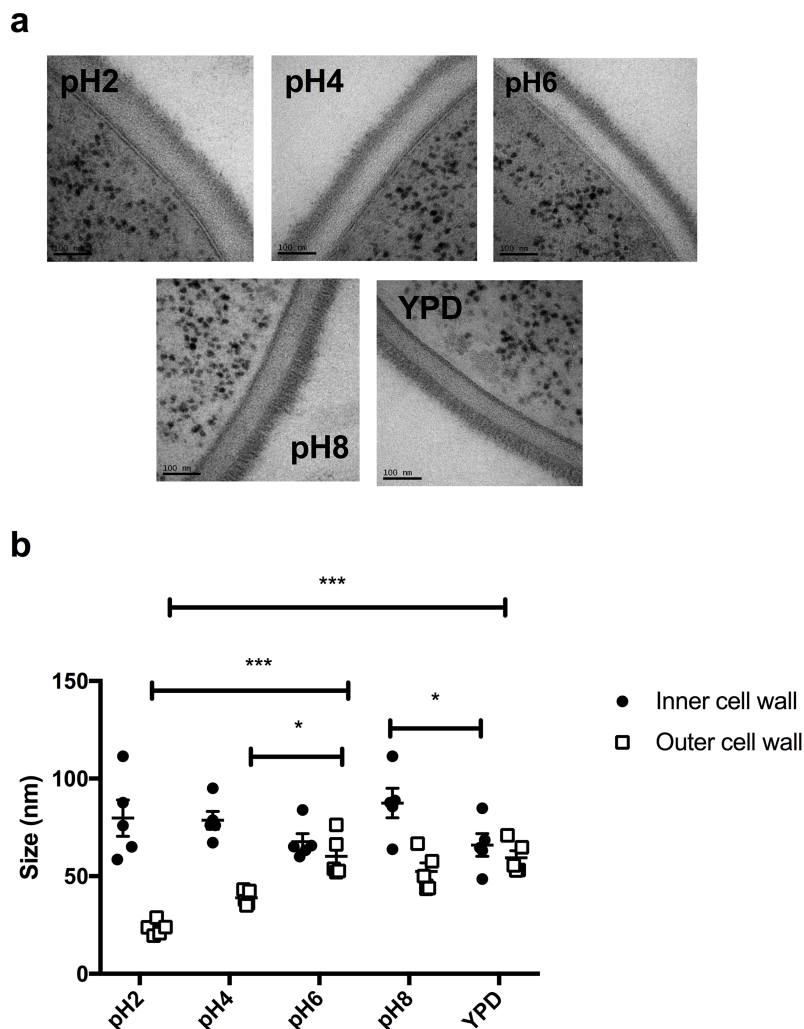 a
pH2
pH4
pH6
100 nm
100 nm
100 nm
pH8
YPD
100 nm
100 nm
b
***
***
*
*
150
100
50
0
Size (nm)
pH2
pH4
pH6
pH8
YPD
Inner cell wall
Outer cell wall